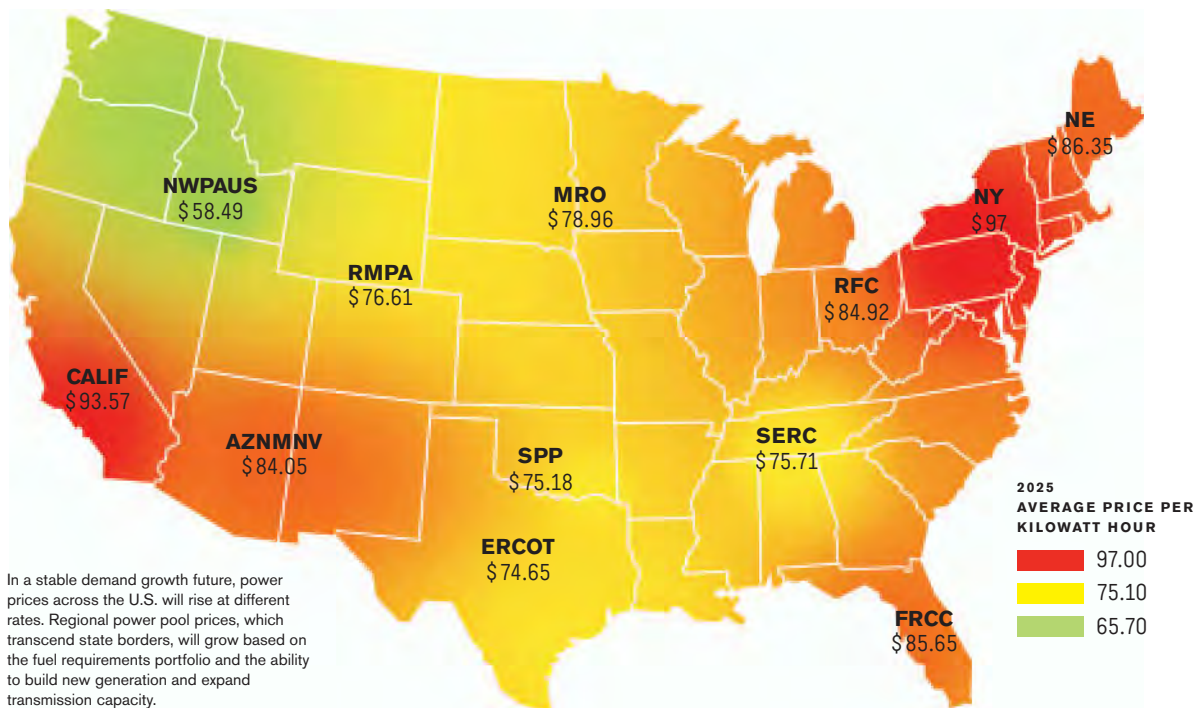 NE
$86.35
NWPAUS
$58.49
MRO
$78.96
NY
$97
RMPA
$76.61
RFC
$84.92
CALIF
$93.57
AZNMNV
$84.05
SPP
$75.18
SERC
$75.71
ERCOT
$74.65
FRCC
$85.65
2025
AVERAGE PRICE PER
KILOWATT HOUR
97.00
75.10
65.70
In a stable demand growth future, power
prices across the U.S. will rise at different
rates. Regional power pool prices, which
transcend state borders, will grow based on
the fuel requirements portfolio and the ability
to build new generation and expand
transmission capacity.